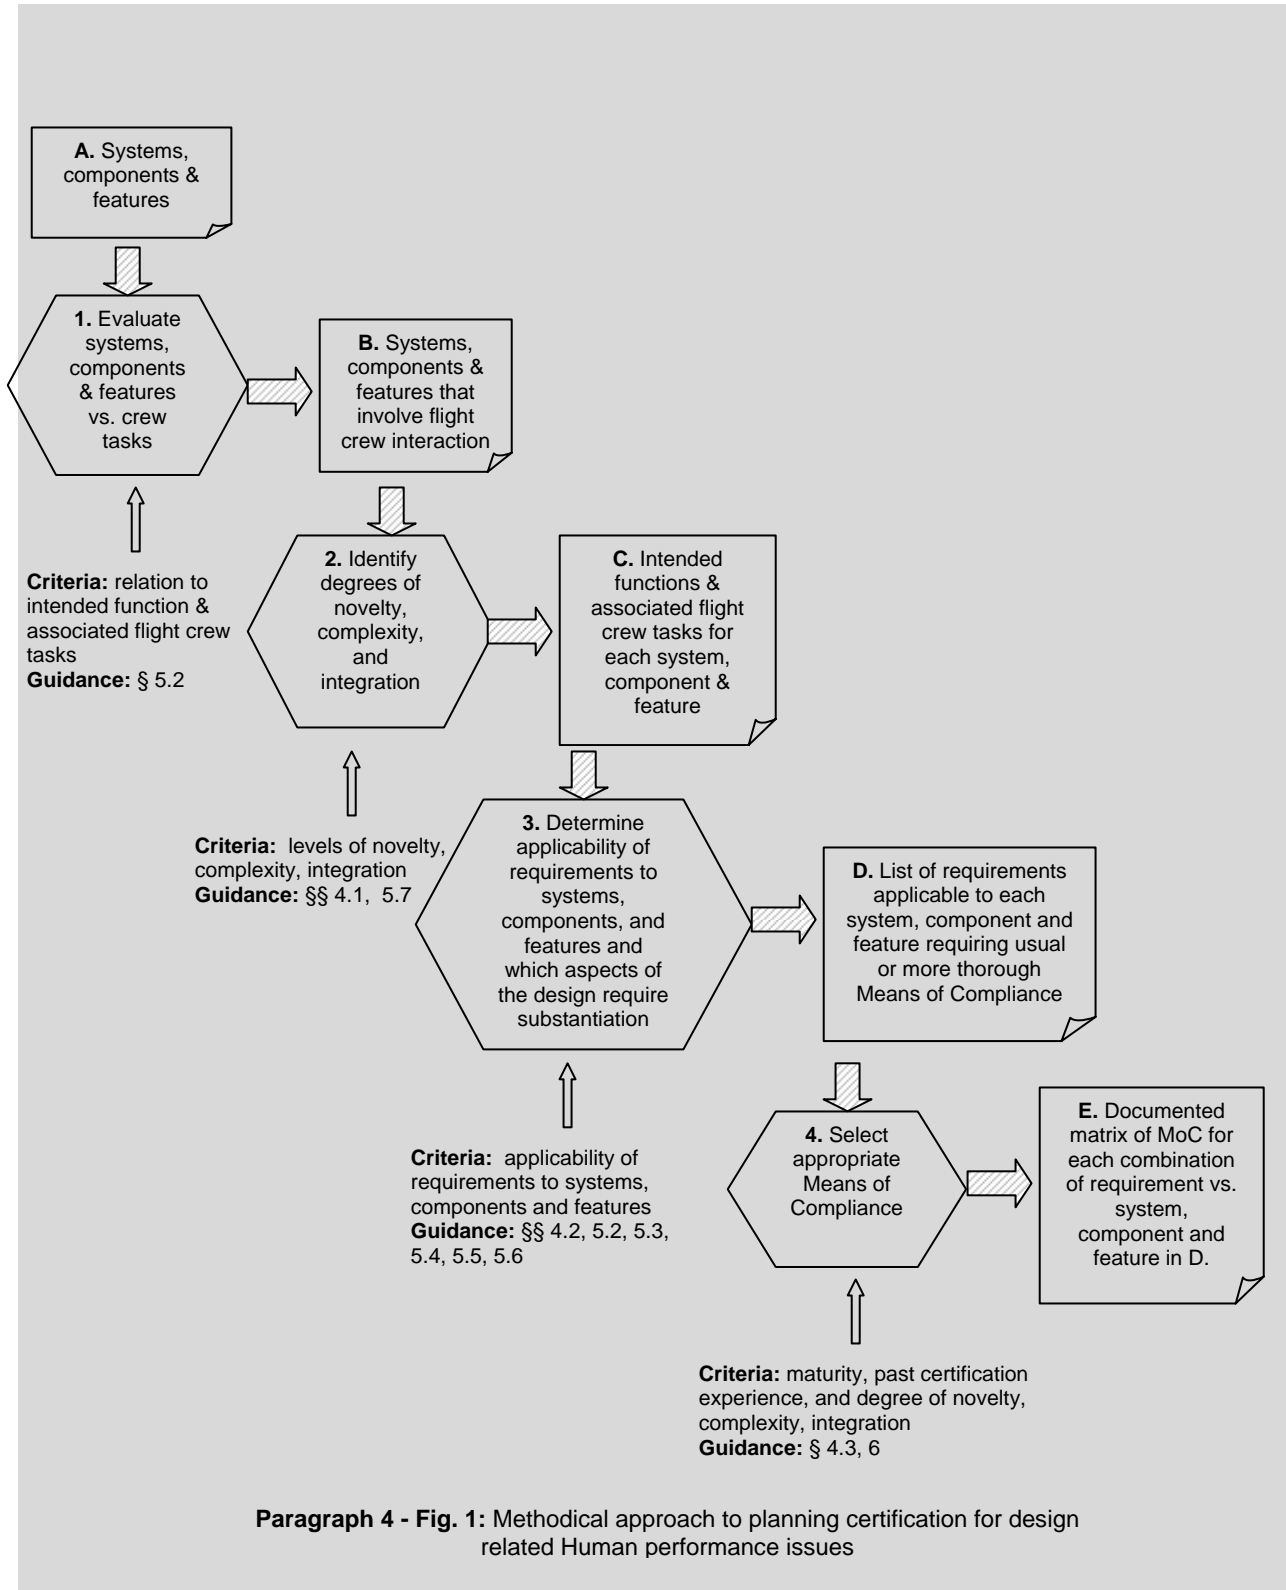 A. Systems,
components &
features
1. Evaluate
systems,
components
& features
vs. crew
tasks
B. Systems,
components &
features that
involve flight
crew interaction
Criteria: relation to
intended function &
associated flight crew
tasks
Guidance: § 5.2
2. Identify
degrees of
novelty,
complexity,
and
integration
C. Intended
functions &
associated flight
crew tasks for
each system,
component &
feature
Criteria: levels of novelty,
complexity, integration
Guidance: §§ 4.1, 5.7
3. Determine
applicability of
requirements to
systems,
components, and
features and
which aspects of
the design require
substantiation
D. List of requirements
applicable to each
system, component and
feature requiring usual
or more thorough
Means of Compliance
Criteria: applicability of
requirements to systems,
components and features
Guidance: §§ 4.2, 5.2, 5.3,
5.4, 5.5, 5.6
4. Select
appropriate
Means of
Compliance
E. Documented
matrix of MoC for
each combination
of requirement vs.
system,
component and
feature in D.
Criteria: maturity, past certification
experience, and degree of novelty,
complexity, integration
Guidance: § 4.3, 6
Paragraph 4 - Fig. 1: Methodical approach to planning certification for design
related Human performance issues